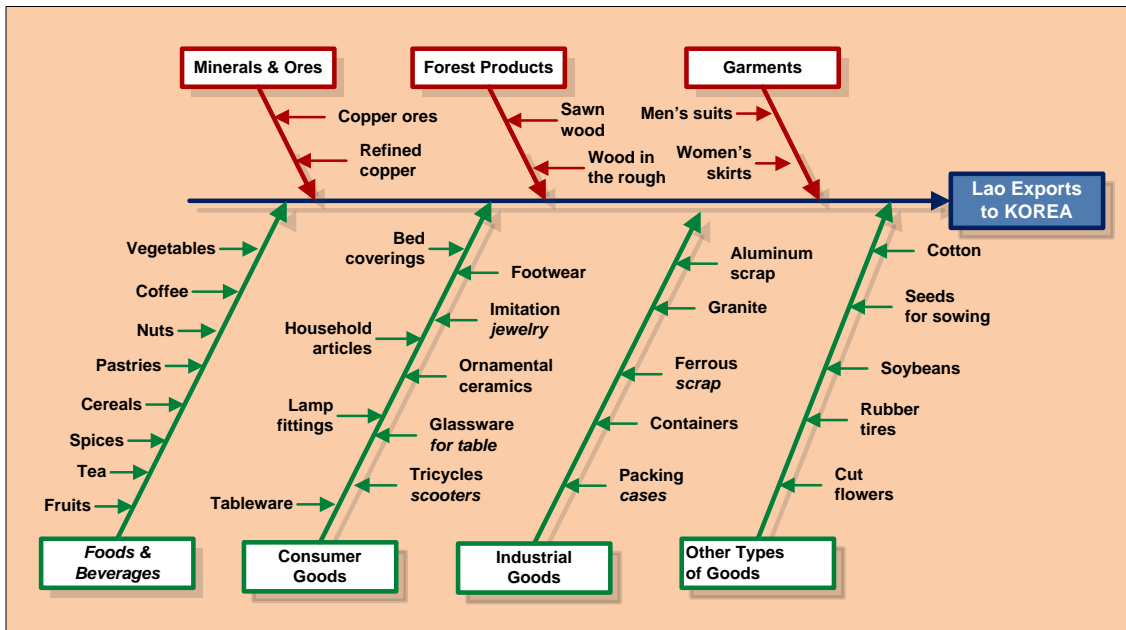 Minerals & Ores
Forest Products
Garments
Copper ores
Refined
copper
Sawn
wood
Wood in
the rough
Men’s suits
Women’s
skirts
Lao Exports
to KOREA
Vegetables
Coffee
Nuts
Pastries
Cereals
Spices
Tea
Fruits
Foods &
Beverages
Bed
coverings
Footwear
Imitation
jewelry
Household
articles
Ornamental
ceramics
Lamp
fittings
Glassware
for table
Tricycles
scooters
Tableware
Consumer
Goods
Aluminum
scrap
Granite
Ferrous
scrap
Containers
Packing
cases
Industrial
Goods
Cotton
Seeds
for sowing
Soybeans
Rubber
tires
Cut
flowers
Other Types
of Goods